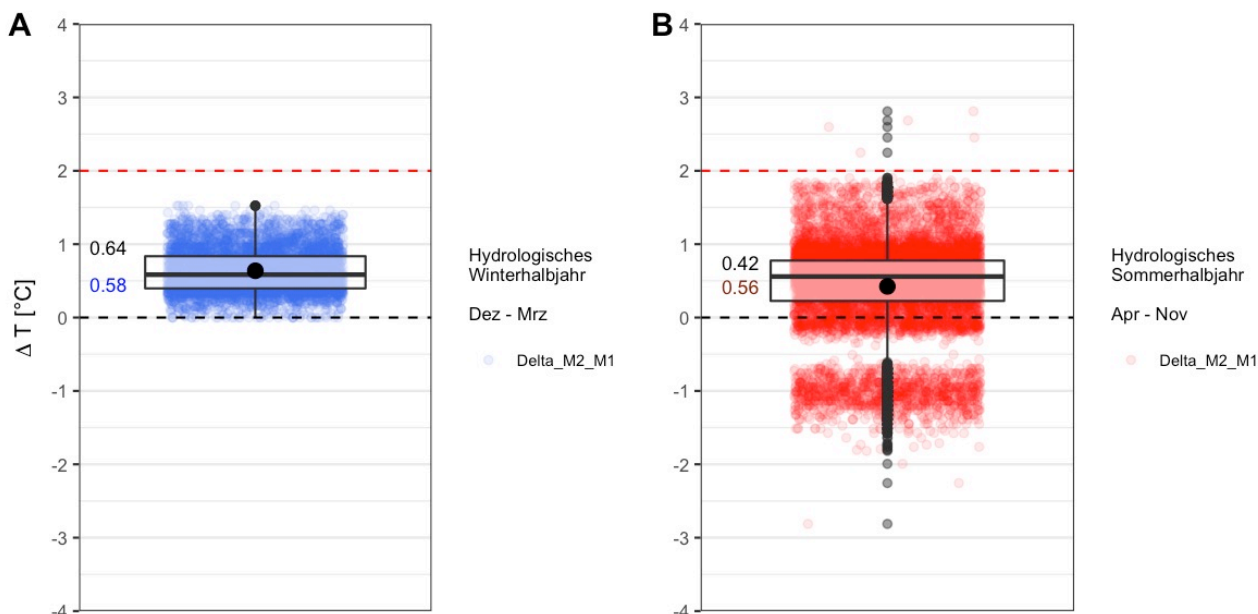 A
4
3
2
1
0
-1
-2
-3
-4
Δ T [°C]
0.64
0.58
Hydrologisches
Winterhalbjahr
Dez - Mrz
Delta_M2_M1
B
4
3
2
1
0
-1
-2
-3
-4
0.42
0.56
Hydrologisches
Sommerhalbjahr
Apr - Nov
Delta_M2_M1